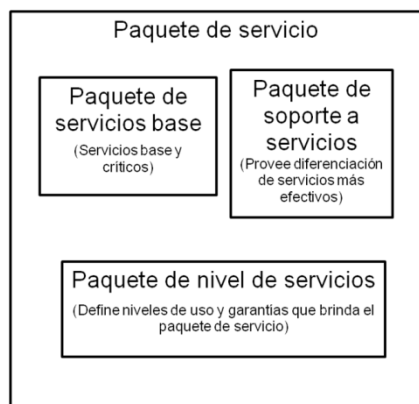 Paquete de servicio
Paquete de
servicios base
(Servicios base y
criticos)
Paquete de
soporte a
servicios
(Provee diferenciación
de servicios más
efectivos)
Paquete de nivel de servicios
(Define niveles de uso y garantías que brinda el
paquete de servicio)